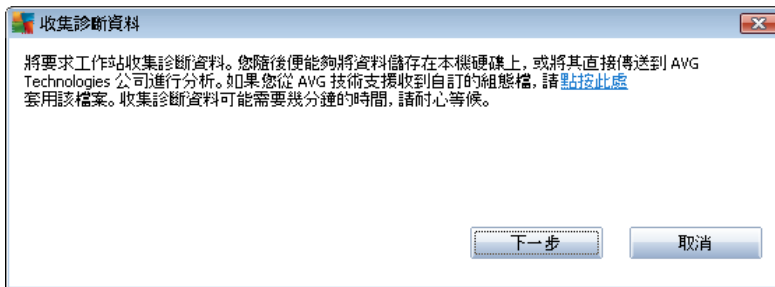 收集診斷資料
將要求工作站收集診斷資料。您隨後便能夠將資料儲存在本機硬碟上, 或將其直接傳送到 AVG
Technologies 公司進行分析。如果您從 AVG 技術支援收到自訂的組態檔, 請點按此處
套用該檔案。收集診斷資料可能需要幾分鐘的時間, 請耐心等候。
下一步
取消